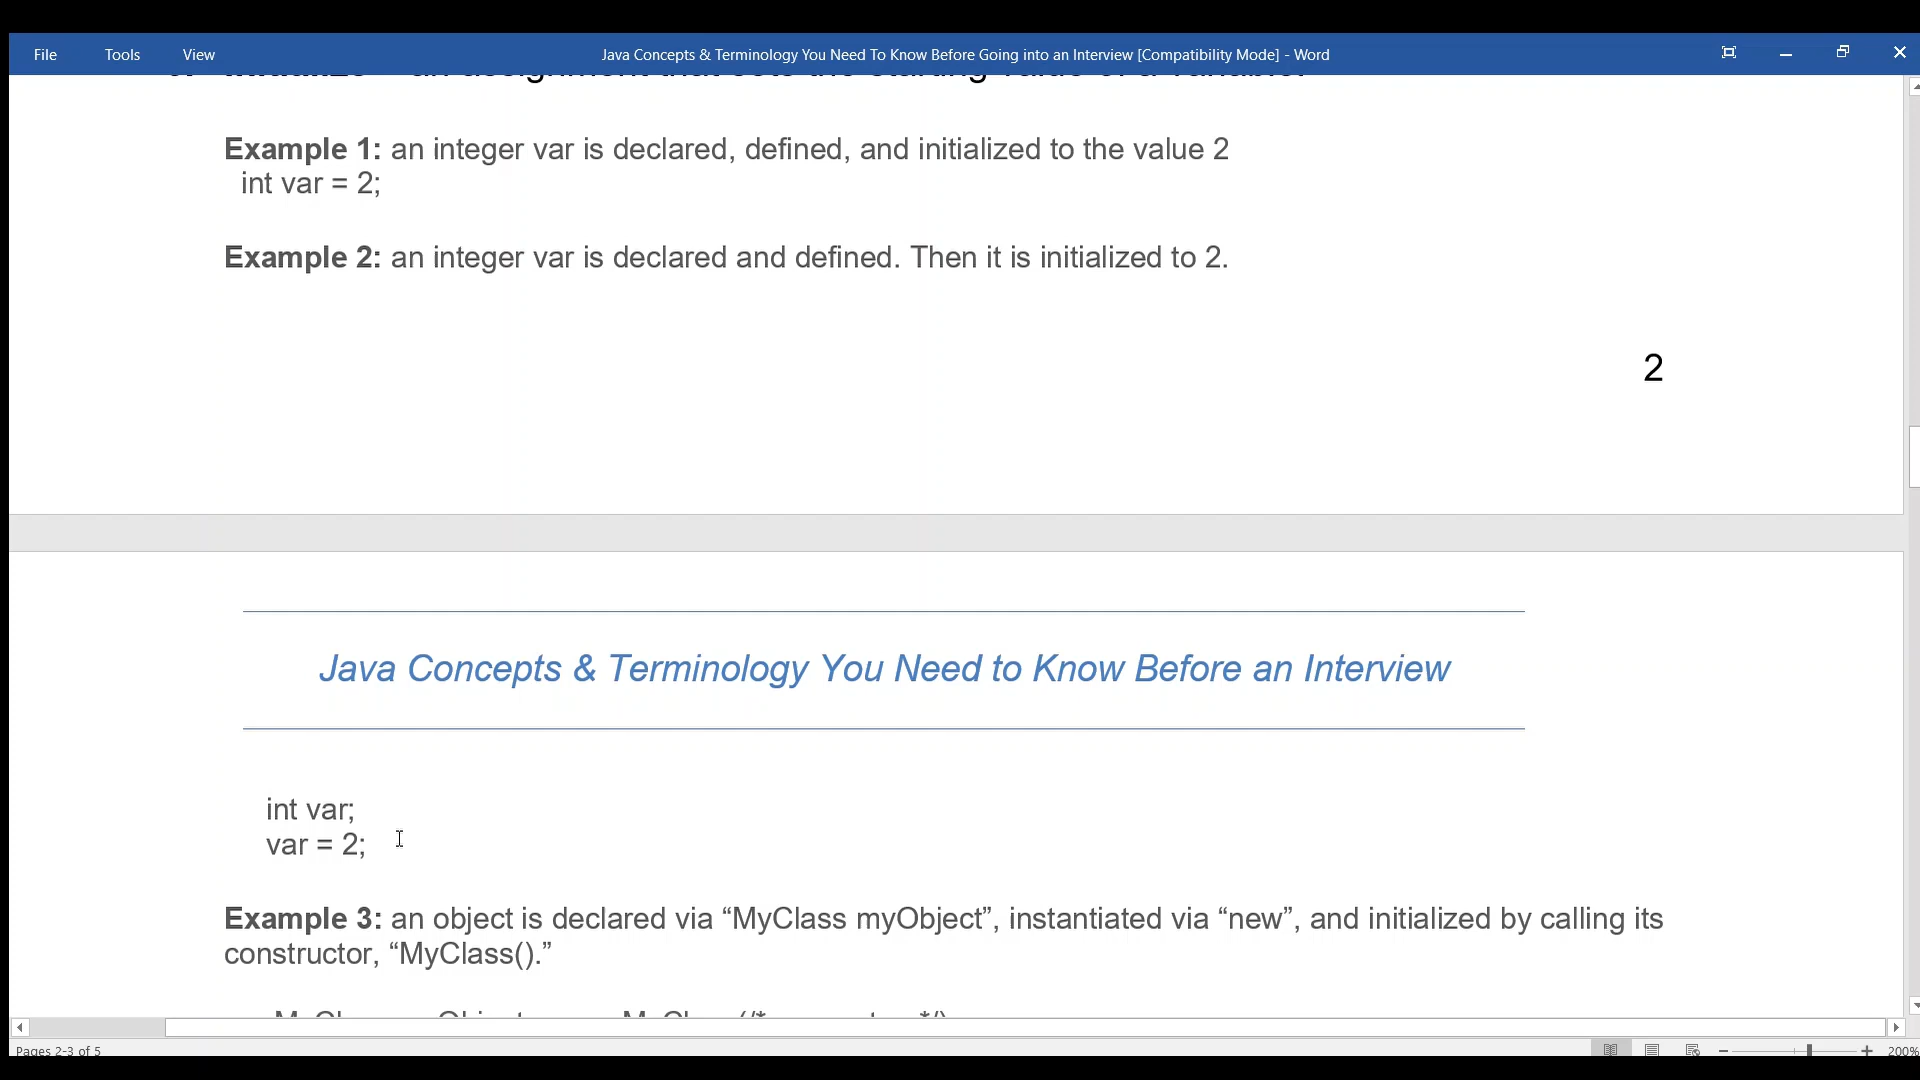 File Tools View Java Concepts & Terminology You Need To Know Before Going into an Interview [Compatibility Mode] - Word
Example 1: an integer var is declared, defined, and initialized to the value 2
int var = 2;
Example 2: an integer var is declared and defined. Then it is initialized to 2.
2
Java Concepts & Terminology You Need to Know Before an Interview
int var;
var = 2;
Example 3: an object is declared via “MyClass myObject”, instantiated via “new”, and initialized by calling its
constructor, “MyClass().”
Pages 2-3 of 5 200%